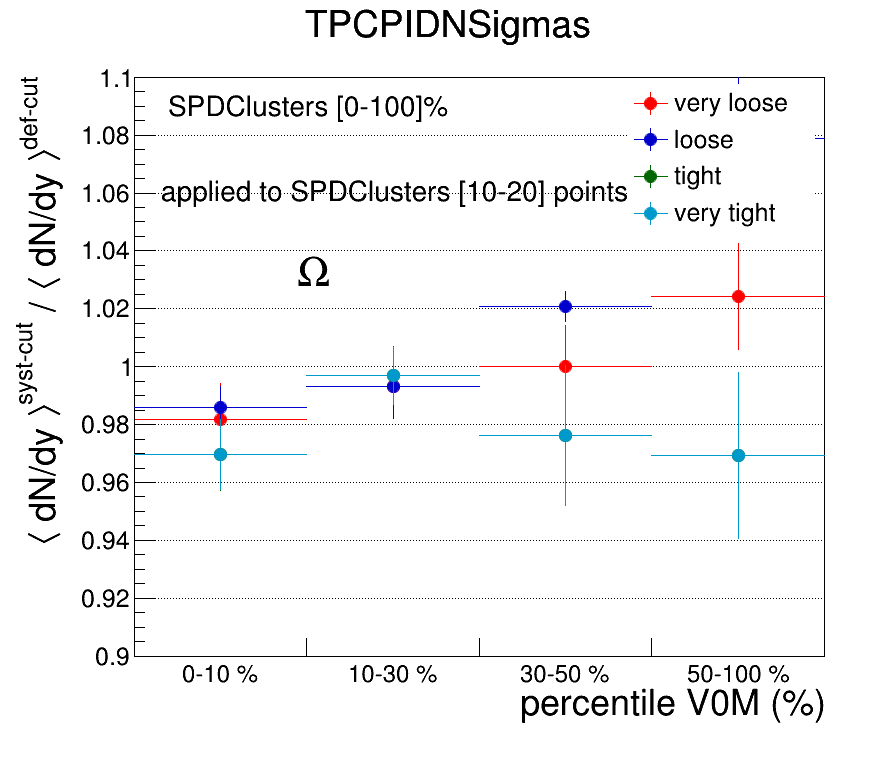 TPCPIDNSigmas
⟨ dN/dy ⟩^syst-cut / ⟨ dN/dy ⟩^def-cut
SPDClusters [0-100]%
applied to SPDClusters [10-20] points
Ω
very loose
loose
tight
very tight
1.1
1.08
1.06
1.04
1.02
1
0.98
0.96
0.94
0.92
0.9
0-10 % 10-30 % 30-50 % 50-100 %
percentile V0M (%)